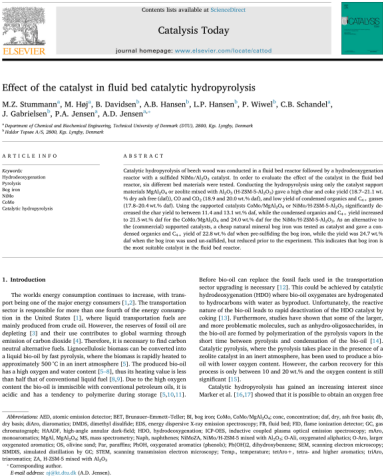 Contents lists available at ScienceDirect
Catalysis Today
journal homepage: www.elsevier.com/locate/cattod
ELSEVIER
CATALYSIS
Effect of the catalyst in fluid bed catalytic hydropyrolysis
M.Z. Stummann^a, M. Høj^a, B. Davidsen^b, A.B. Hansen^b, L.P. Hansen^b, P. Wiwel^b, C.B. Schandel^a,
J. Gabrielsen^b, P.A. Jensen^a, A.D. Jensen^a,⁎
^a Department of Chemical and Biochemical Engineering, Technical University of Denmark (DTU), 2800, Kgs. Lyngby, Denmark
^b Haldor Topsøe A/S, 2800, Kgs. Lyngby, Denmark
ARTICLE INFO
Keywords:
Hydrodeoxygenation
Pyrolysis
Bog iron
NiMo
CoMo
Catalytic hydropyrolysis
ABSTRACT
Catalytic hydropyrolysis of beech wood was conducted in a fluid bed reactor followed by a hydrodeoxygenation
reactor with a sulfided NiMo/Al2O3 catalyst. In order to evaluate the effect of the catalyst in the fluid bed
reactor, six different bed materials were tested. Conducting the hydropyrolysis using only the catalyst support
materials MgAl2O4 or zeolite mixed with Al2O3 (H-ZSM-5-Al2O3) gave a high char and coke yield (18.7–21.1 wt.
% dry ash free (daf)), CO and CO2 (18.9 and 20.0 wt.% daf), and low yield of condensed organics and C4+ gases
(17.8–20.4 wt.% daf). Using the supported catalysts CoMo/MgAl2O4 or NiMo/H-ZSM-5-Al2O3 significantly de-
creased the char yield to between 11.4 and 13.1 wt.% daf, while the condensed organic and C4+ yield increased
to 21.5 wt.% daf for the CoMo/MgAl2O4 and 24.0 wt.% daf for the NiMo/H-ZSM-5-Al2O3. As an alternative to
the (commercial) supported catalysts, a cheap natural mineral bog iron was tested as catalyst and gave a con-
densed organics and C4+ yield of 22.8 wt.% daf when pre-sulfiding the bog iron, while the yield was 24.7 wt.%
daf when the bog iron was used un-sulfided, but reduced prior to the experiment. This indicates that bog iron is
the most suitable catalyst in the fluid bed reactor.
1. Introduction
The worlds energy consumption continues to increase, with trans-
port being one of the major energy consumers [1,2]. The transportation
sector is responsible for more than one fourth of the energy consump-
tion in the United States [1], where liquid transportation fuels are
mainly produced from crude oil. However, the reserves of fossil oil are
depleting [3] and their use contributes to global warming through
emission of carbon dioxide [4]. Therefore, it is necessary to find carbon
neutral alternative fuels. Lignocellulosic biomass can be converted into
a liquid bio-oil by fast pyrolysis, where the biomass is rapidly heated to
approximately 500 °C in an inert atmosphere [5]. The produced bio-oil
has a high oxygen and water content [5–8], thus its heating value is less
than half that of conventional liquid fuel [8,9]. Due to the high oxygen
content the bio-oil is immiscible with conventional petroleum oils, it is
acidic and has a tendency to polymerize during storage [5,10,11].
Before bio-oil can replace the fossil fuels used in the transportation
sector upgrading is necessary [12]. This could be achieved by catalytic
hydrodeoxygenation (HDO) where bio-oil oxygenates are hydrogenated
to hydrocarbons with water as byproduct. Unfortunately, the reactive
nature of the bio-oil leads to rapid deactivation of the HDO catalyst by
coking [13]. Furthermore, studies have shown that some of the larger,
and more problematic molecules, such as anhydro-oligosaccharides, in
the bio-oil are formed by polymerization of the pyrolysis vapors in the
short time between pyrolysis and condensation of the bio-oil [14].
Catalytic pyrolysis, where the pyrolysis takes place in the presence of a
zeolite catalyst in an inert atmosphere, has been used to produce a bio-
oil with lower oxygen content. However, the carbon recovery for this
process is only between 10 and 20 wt.% and the oxygen content is still
significant [15].
Catalytic hydropyrolysis has gained an increasing interest since
Marker et al. [16,17] showed that it is possible to obtain an oxygen free
⁎ Corresponding author.
E-mail address: aj@kt.dtu.dk (A.D. Jensen).